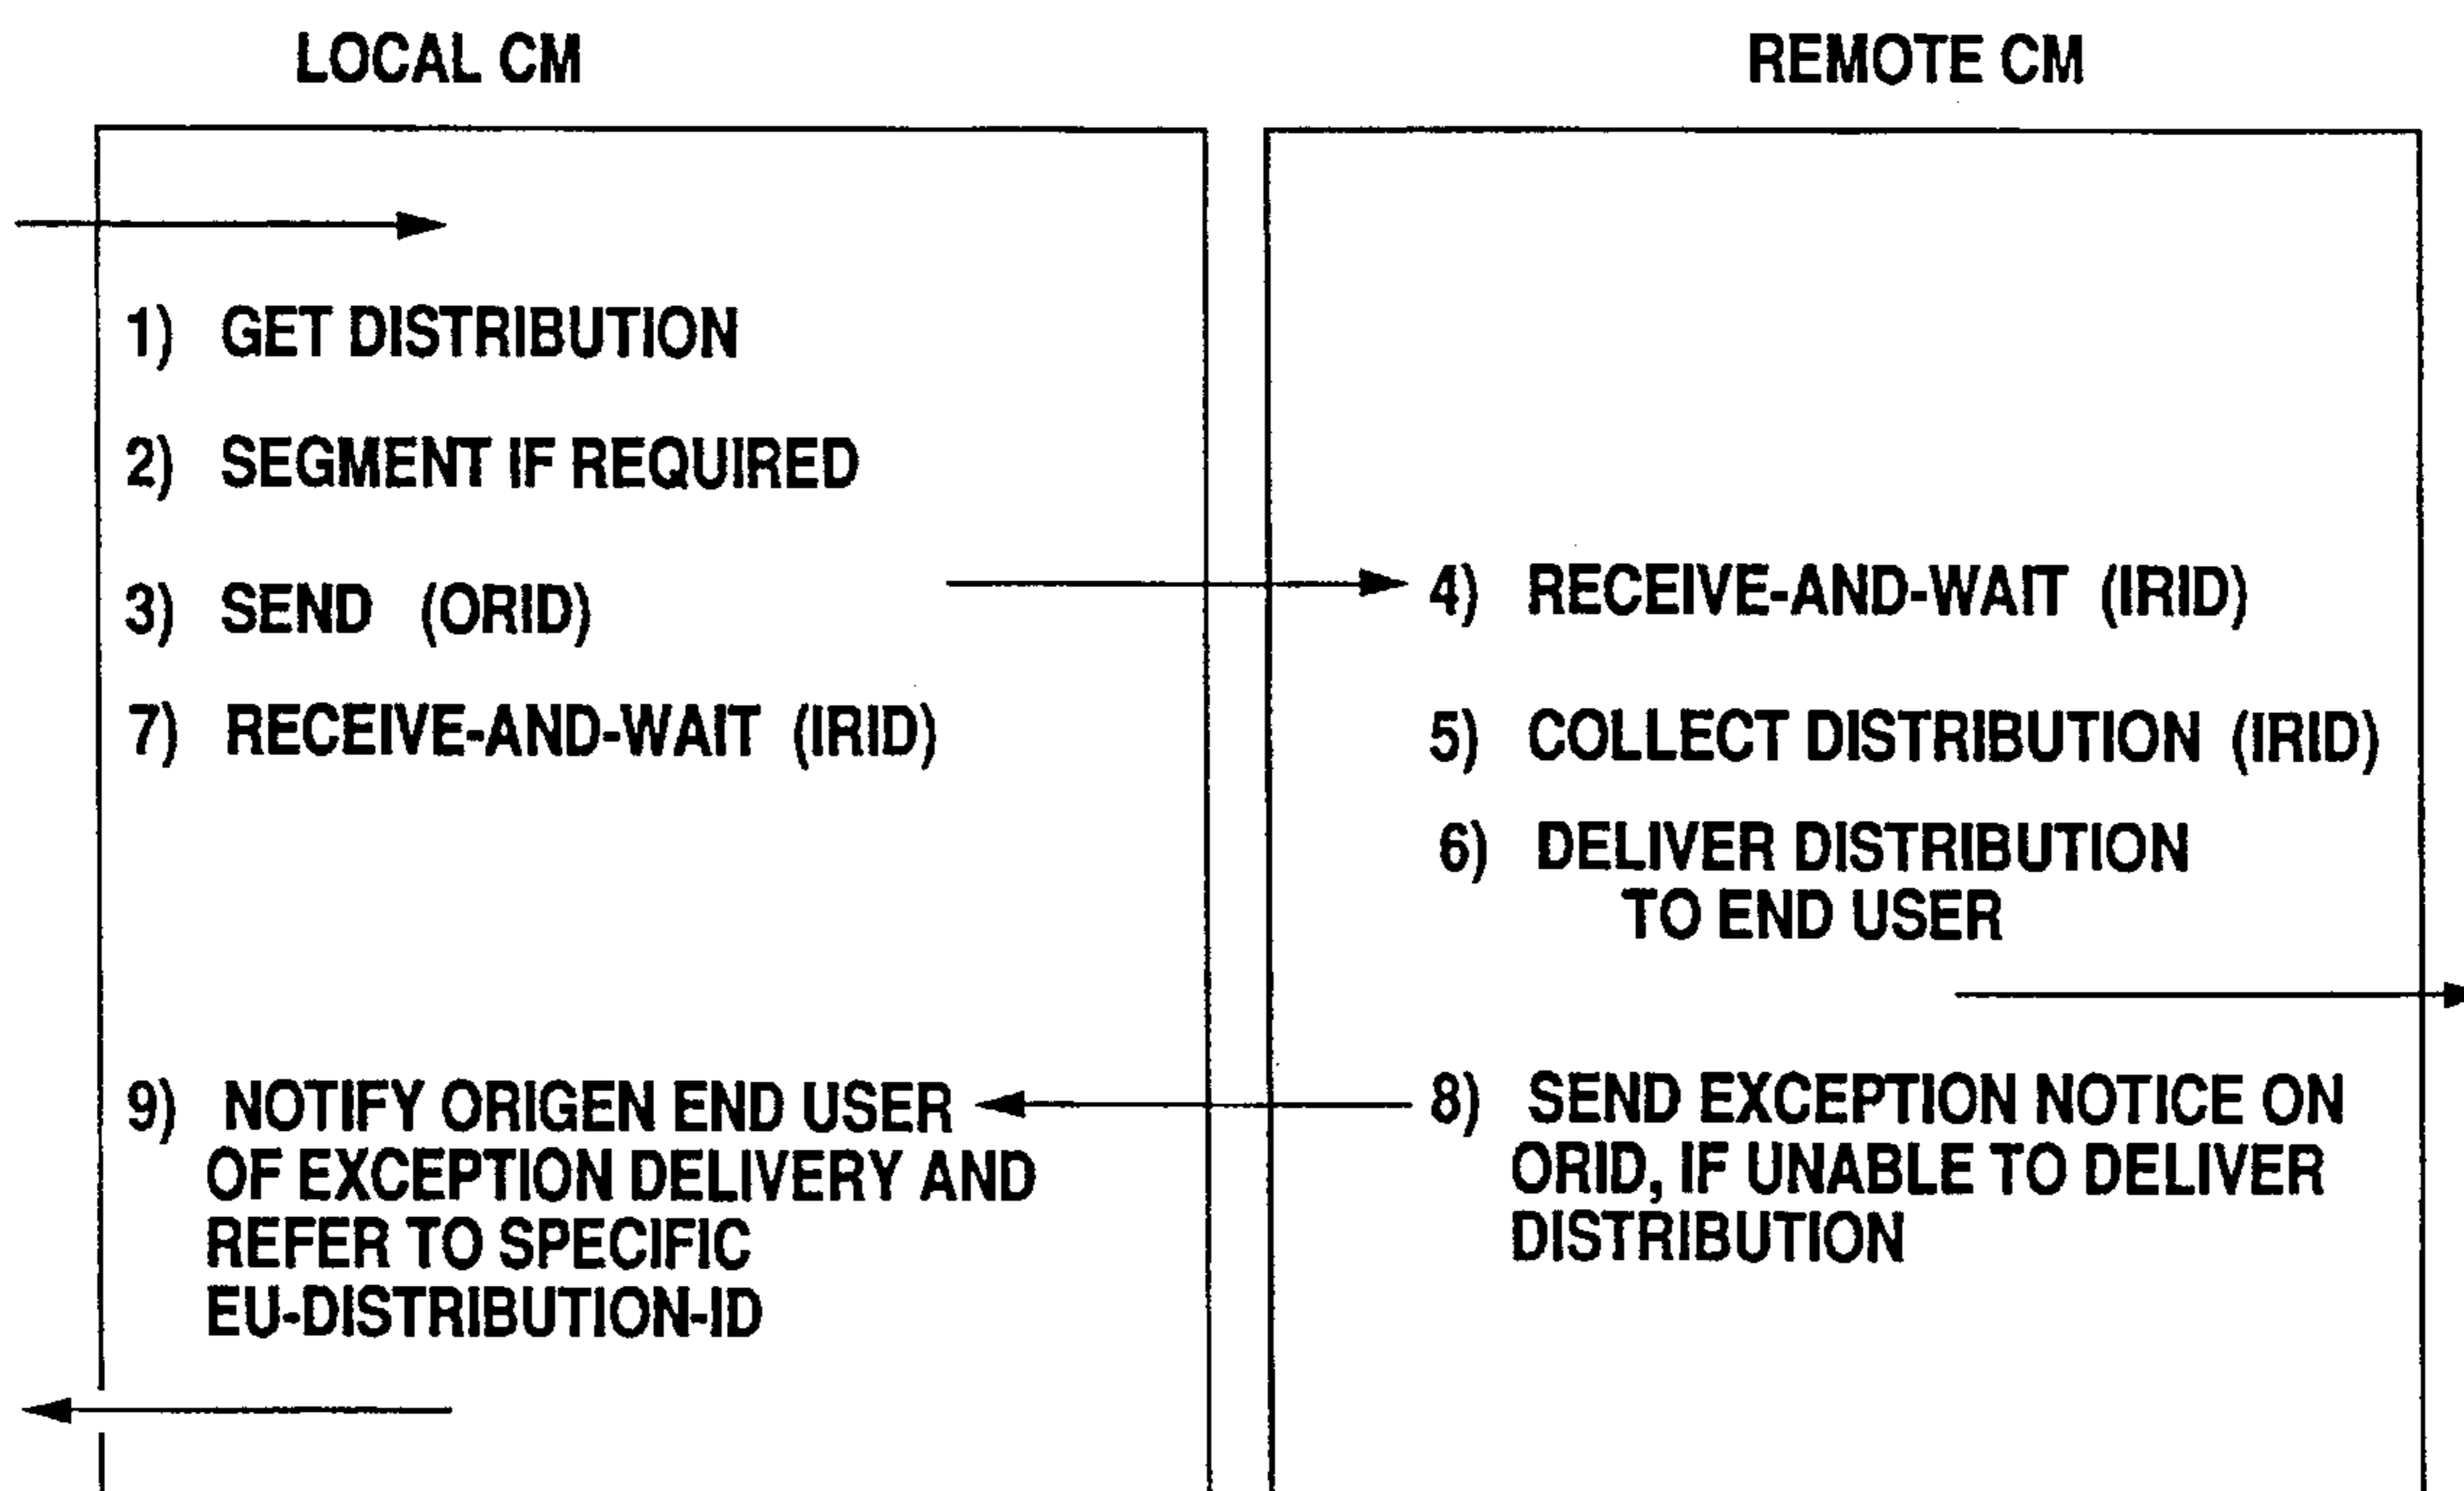 LOCAL CM
REMOTE CM
1) GET DISTRIBUTION
2) SEGMENT IF REQUIRED
3) SEND (ORID)
7) RECEIVE-AND-WAIT (IRID)
9) NOTIFY ORIGEN END USER
OF EXCEPTION DELIVERY AND
REFER TO SPECIFIC
EU-DISTRIBUTION-ID
4) RECEIVE-AND-WAIT (IRID)
5) COLLECT DISTRIBUTION (IRID)
6) DELIVER DISTRIBUTION
TO END USER
8) SEND EXCEPTION NOTICE ON
ORID, IF UNABLE TO DELIVER
DISTRIBUTION